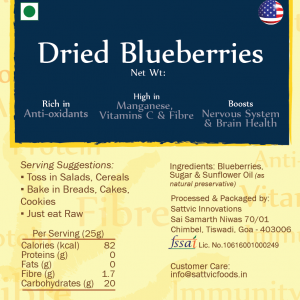 Dried Blueberries
Net Wt:
Rich in
Anti-oxidants
High in
Manganese,
Vitamins C & Fibre
Boosts
Nervous System
& Brain Health
Serving Suggestions:
• Toss in Salads, Cereals
• Bake in Breads, Cakes,
Cookies
• Just eat Raw
Per Serving (25g)
Calories (kcal) 82
Proteins (g) 0
Fats (g) 0
Fibre (g) 1.7
Carbohydrates (g) 20
Ingredients: Blueberries,
Sugar & Sunflower Oil (as
natural preservative)
Processed & Packaged by:
Sattvic Innovations
Sai Samarth Niwas 70/01
Chimbel, Tiswadi, Goa - 403006
fssai Lic. No.10616001000249
Customer Care:
info@sattvicfoods.in
Fibre